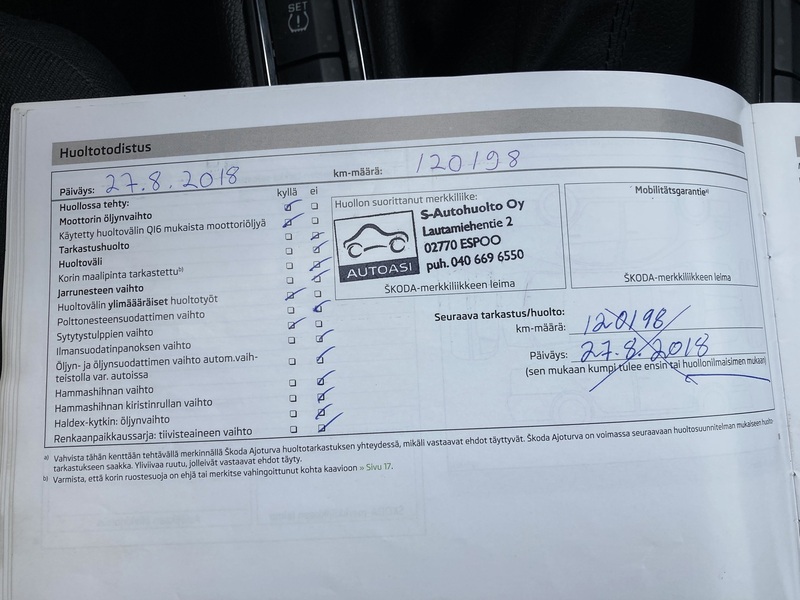 SET
Huoltotodistus
Päiväys: 27.8.2018
km-määrä: 120198
kyllä ei
Huollossa tehty:
Moottorin öljynvaihto
Käytetty huoltovälin QI6 mukaista moottoriöljyä
Tarkastushuolto
Huoltoväli
Korin maalipinta tarkastettu b)
Jarrunesteen vaihto
Huoltovälin ylimääräiset huoltotyöt
Polttonesteensuodattimen vaihto
Sytytystulppien vaihto
Ilmansuodatinpanoksen vaihto
Öljyn- ja öljynsuodattimen vaihto autom.vaih-
teistolla var. autoissa
Hammashihnan vaihto
Hammashihnan kiristinrullan vaihto
Haldex-kytkin: öljynvaihto
Renkaanpaikkaussarja: tiivisteaineen vaihto
Huollon suorittanut merkkiliike:
AUTOASI
S-Autohuolto Oy
Lautamiehentie 2
02770 ESPOO
puh. 040 669 6550
ŠKODA-merkkiliikkeen leima
Mobilitätsgarantie a)
ŠKODA-merkkiliikkeen leima
Seuraava tarkastus/huolto:
km-määrä: 120198
Päiväys: 27.8.2018
(sen mukaan kumpi tulee ensin tai huollonilmaisimen mukaan)
a) Vahvista tähän kenttään tehtävällä merkinnällä Škoda Ajoturva huoltotarkastuksen yhteydessä, mikäli vastaavat ehdot täyttyvät. Škoda Ajoturva on voimassa seuraavaan huoltosuunnitelman mukaiseen huolto-
tarkastukseen saakka. Yliviivaa ruutu, jolleivät vastaavat ehdot täyty.
b) Varmista, että korin ruostesuoja on ehjä tai merkitse vahingoittunut kohta kaavioon » Sivu 17.